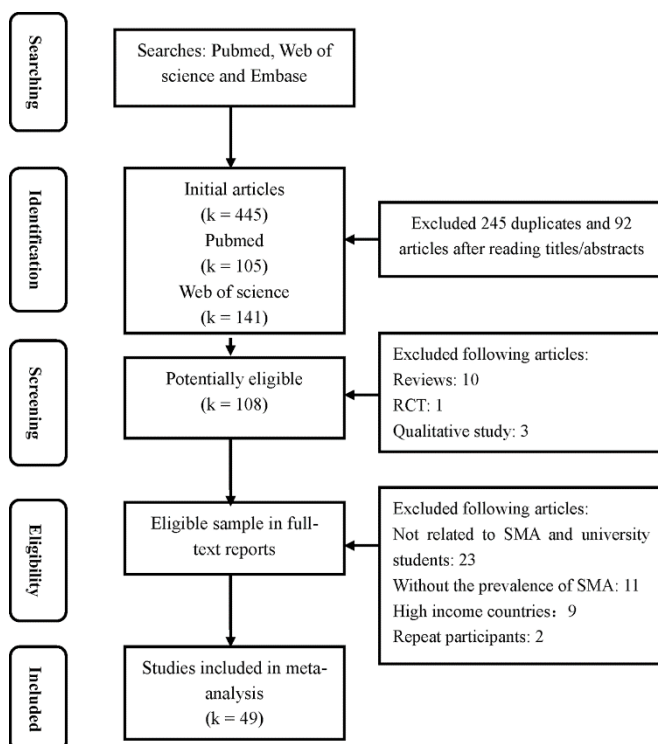 Searching
Searches: Pubmed, Web of
science and Embase
Identification
Initial articles
(k = 445)
Pubmed
(k = 105)
Web of science
(k = 141)
Excluded 245 duplicates and 92
articles after reading titles/abstracts
Screening
Potentially eligible
(k = 108)
Excluded following articles:
Reviews: 10
RCT: 1
Qualitative study: 3
Eligibility
Eligible sample in full-
text reports
Excluded following articles:
Not related to SMA and university
students: 23
Without the prevalence of SMA: 11
High income countries：9
Repeat participants: 2
Included
Studies included in meta-
analysis
(k = 49)